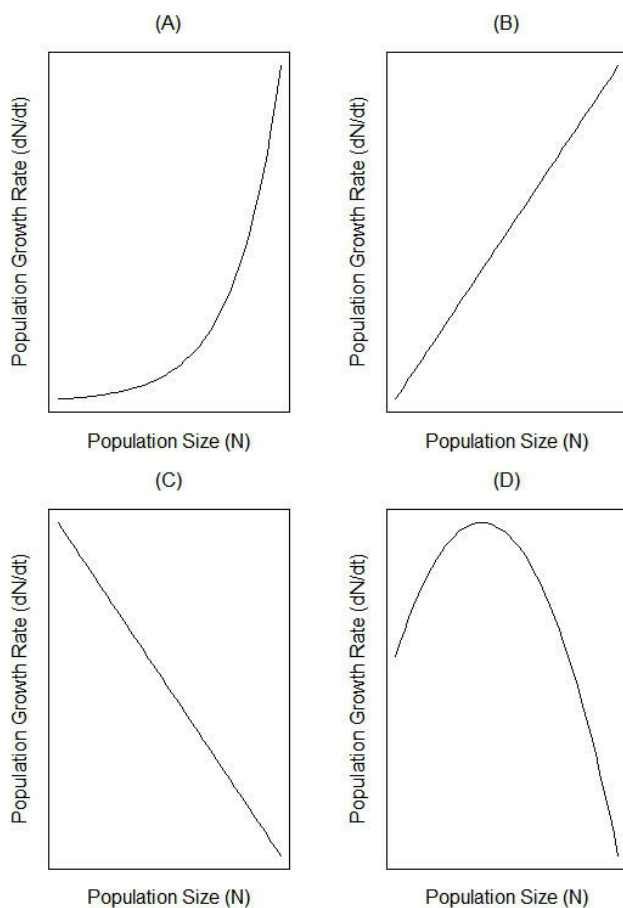 (A)
Population Growth Rate (dN/dt)
Population Size (N)
(B)
Population Growth Rate (dN/dt)
Population Size (N)
(C)
Population Growth Rate (dN/dt)
Population Size (N)
(D)
Population Growth Rate (dN/dt)
Population Size (N)